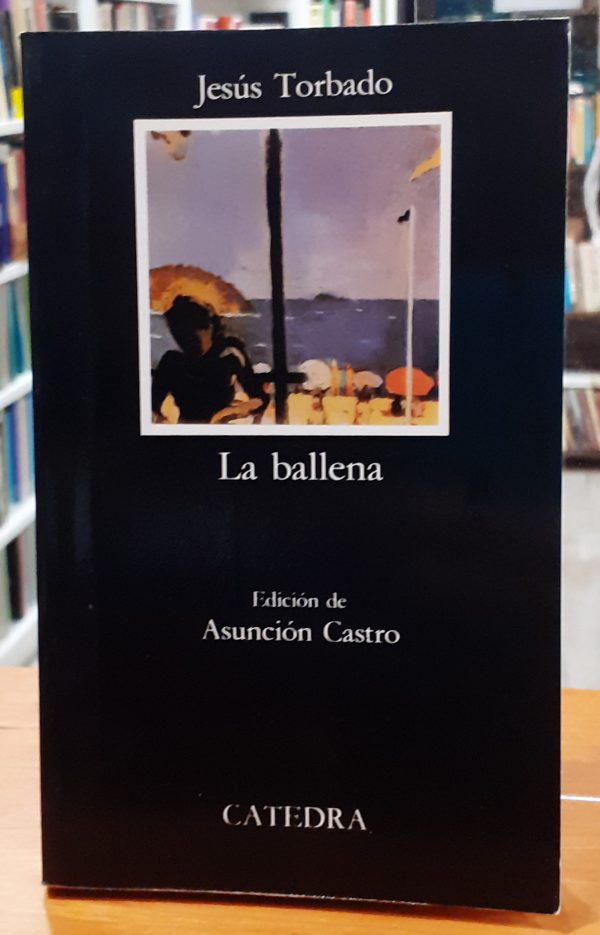 Jesús Torbado
La ballena
Edición de
Asunción Castro
CATEDRA